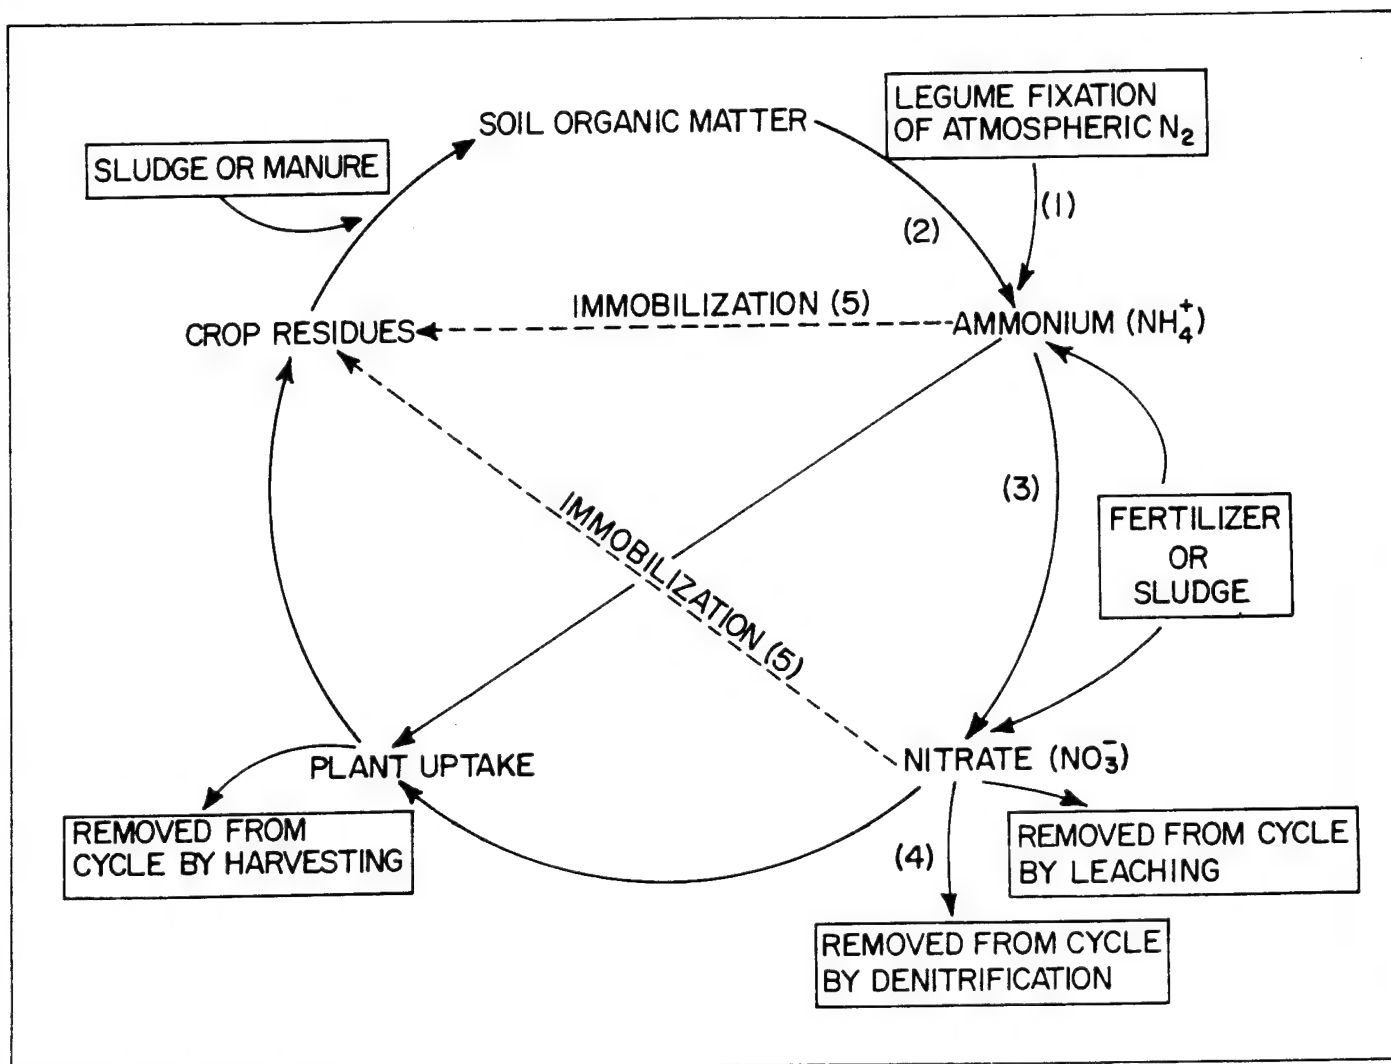 LEGUME FIXATION
OF ATMOSPHERIC N₂
SOIL ORGANIC MATTER
SLUDGE OR MANURE
(1)
(2)
IMMOBILIZATION (5)
CROP RESIDUES
AMMONIUM (NH₄⁺)
(3)
FERTILIZER
OR
SLUDGE
IMMOBILIZATION (5)
PLANT UPTAKE
NITRATE (NO₃⁻)
REMOVED FROM
CYCLE BY HARVESTING
(4)
REMOVED FROM CYCLE
BY LEACHING
REMOVED FROM CYCLE
BY DENITRIFICATION